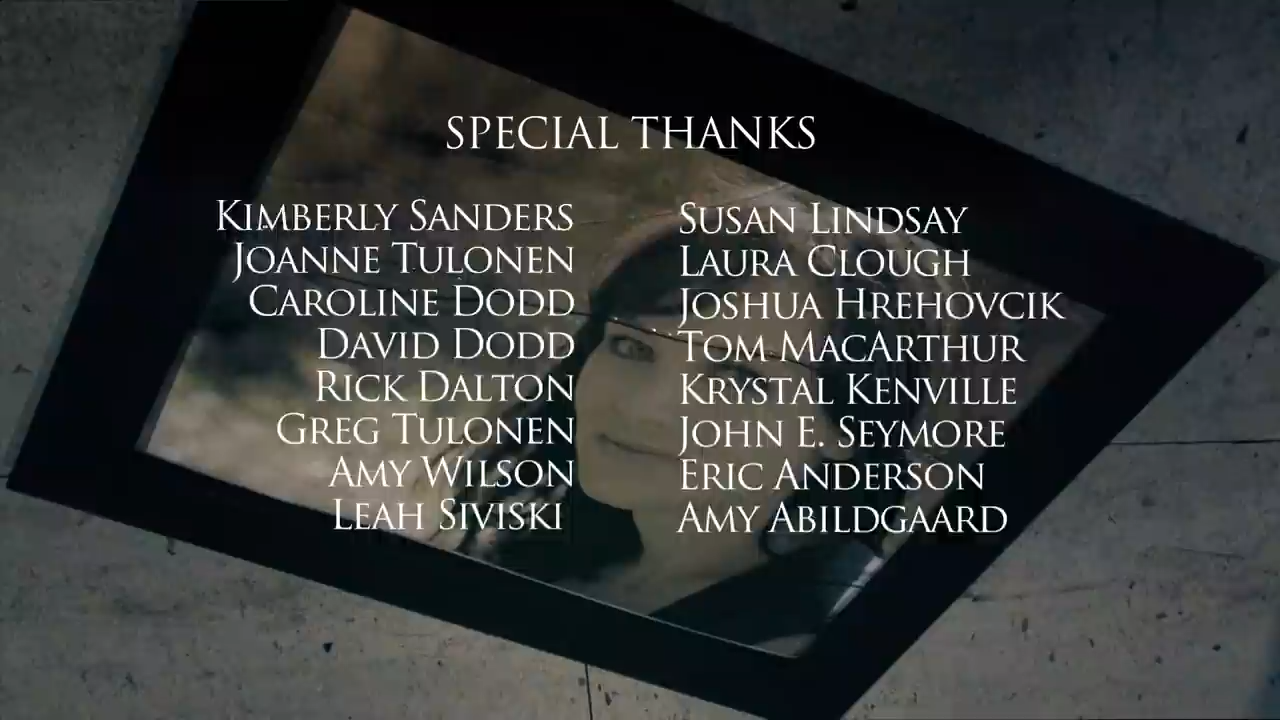 SPECIAL THANKS
KIMBERLY SANDERS
JOANNE TULONEN
CAROLINE DODD
DAVID DODD
RICK DALTON
GREG TULONEN
AMY WILSON
LEAH SIVISKI
SUSAN LINDSAY
LAURA CLOUGH
JOSHUA HREHOVCIK
TOM MACARTHUR
KRYSTAL KENVILLE
JOHN E. SEYMORE
ERIC ANDERSON
AMY ABILDGAARD